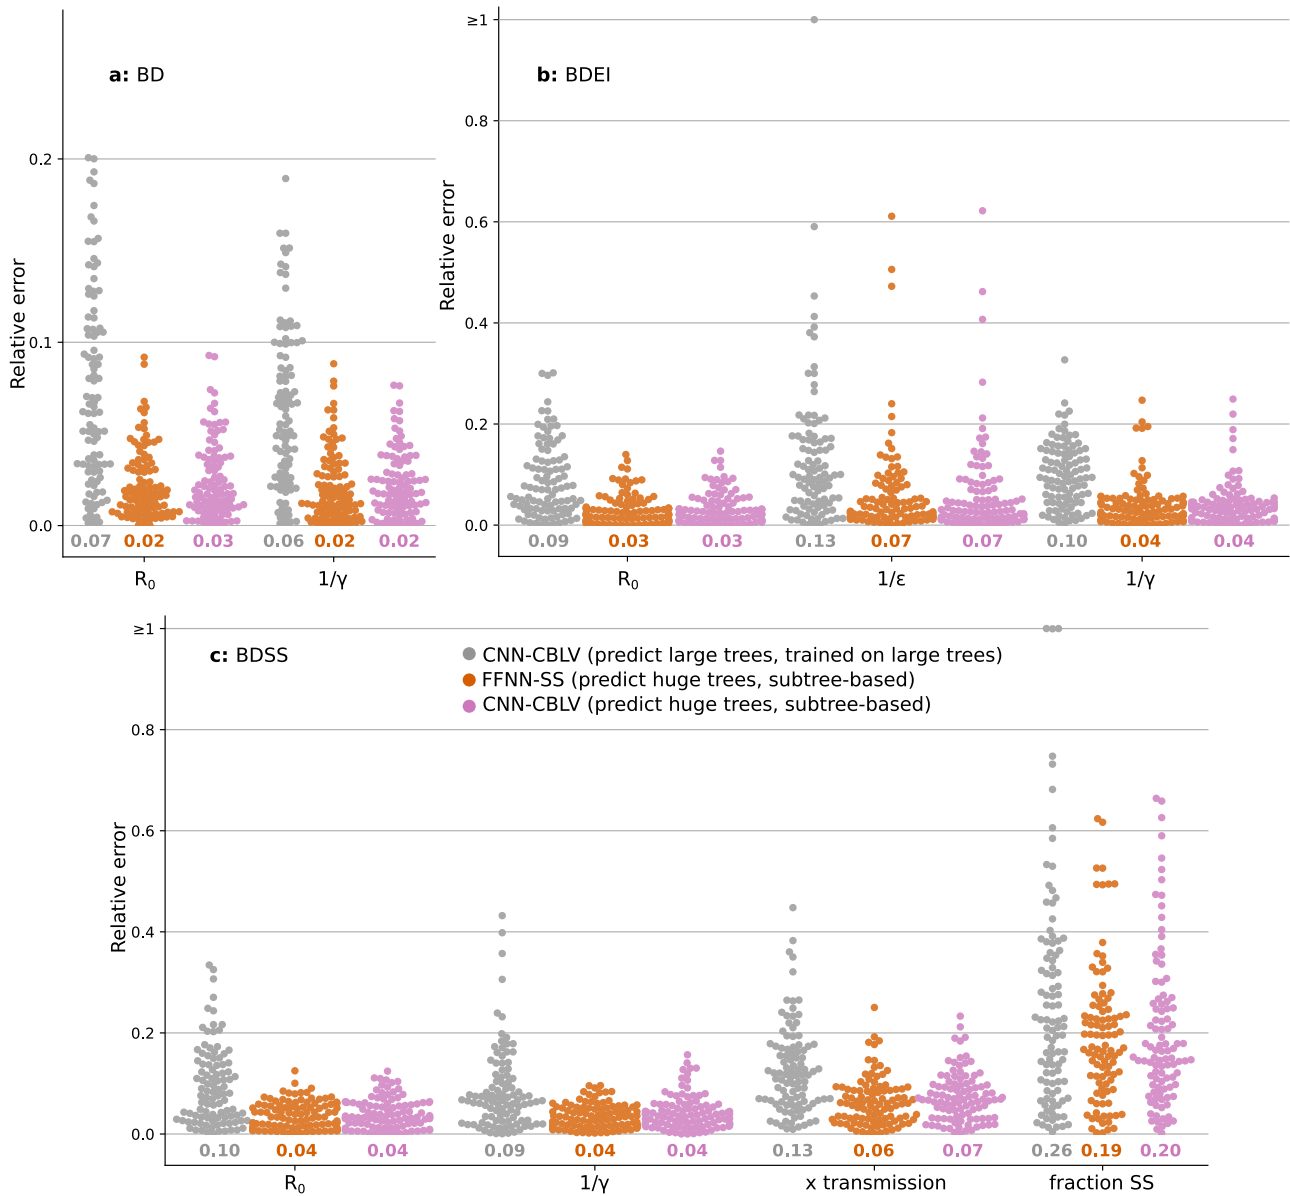 a: BD
Relative error
0.2
0.1
0.0
0.07 0.02 0.03 0.06 0.02 0.02
R₀ 1/γ
b: BDEI
Relative error
≥1
0.8
0.6
0.4
0.2
0.0
0.09 0.03 0.03 0.13 0.07 0.07 0.10 0.04 0.04
R₀ 1/ε 1/γ
c: BDSS
CNN-CBLV (predict large trees, trained on large trees)
FFNN-SS (predict huge trees, subtree-based)
CNN-CBLV (predict huge trees, subtree-based)
Relative error
≥1
0.8
0.6
0.4
0.2
0.0
0.10 0.04 0.04 0.09 0.04 0.04 0.13 0.06 0.07 0.26 0.19 0.20
R₀ 1/γ x transmission fraction SS